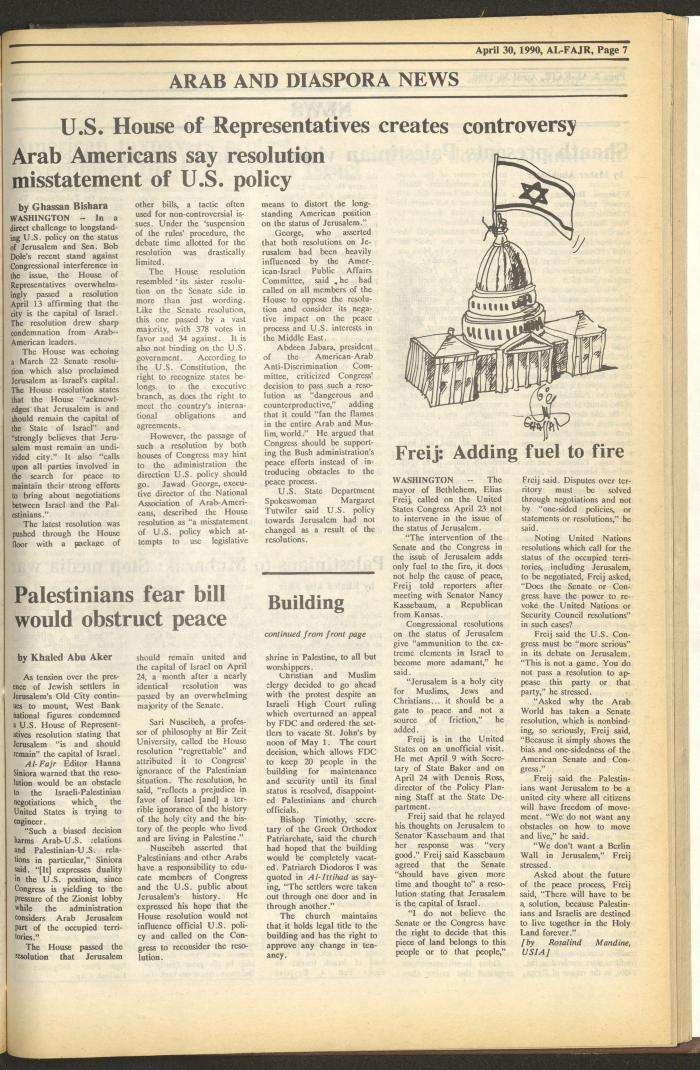 April 30, 1990, AL-FAJR, Page 7
ARAB AND DIASPORA NEWS
U.S. House of Representatives creates controversy
Arab Americans say resolution
misstatement of U.S. policy
by Ghassan Bishara
WASHINGTON — In a
direct challenge to longstand-
ing U.S. policy on the status
of Jerusalem and Sen. Bob
Dole's recent stand against
Congressional interference in
the issue, the House of
Representatives overwhelm-
ingly passed a resolution
April 13 affirming that the
city is the capital of Israel.
The resolution drew sharp
condemnation from Arab-
American leaders.
The House was echoing
a March 22 Senate resolu-
tion which also proclaimed
Jerusalem as Israel's capital.
The House resolution states
that the House "acknowl-
edges that Jerusalem is and
should remain the capital of
the State of Israel" and
"strongly believes that Jeru-
salem must remain an undi-
vided city." It also "calls
upon all parties involved in
the search for peace to
maintain their strong efforts
to bring about negotiations
between Israel and the Pal-
estinians."
The latest resolution was
pushed through the House
floor with a package of
other bills, a tactic often
used for non-controversial is-
sues. Under the 'suspension
of the rules' procedure, the
debate time allotted for the
resolution was drastically
limited.
The House resolution
resembled its sister resolu-
tion on the Senate side in
more than just wording.
Like the Senate resolution,
this one passed by a vast
majority, with 378 votes in
favor and 34 against. It is
also not binding on the U.S.
government. According to
the U.S. Constitution, the
right to recognize states be-
longs to the executive
branch, as does the right to
meet the country's interna-
tional obligations and
agreements.
However, the passage of
such a resolution by both
houses of Congress may hint
to the administration the
direction U.S. policy should
go. Jawad George, execu-
tive director of the National
Association of Arab-Ameri-
cans, described the House
resolution as "a misstatement
of U.S. policy which at-
tempts to use legislative
means to distort the long-
standing American position
on the status of Jerusalem."
George, who asserted
that both resolutions on Je-
rusalem had been heavily
influenced by the Amer-
ican-Israel Public Affairs
Committee, said he had
called on all members of the
House to oppose the resolu-
tion and consider its nega-
tive impact on the peace
process and U.S. interests in
the Middle East.
Abdeen Jabara, president
of the American-Arab
Anti-Discrimination Com-
mittee, criticized Congress'
decision to pass such a reso-
lution as "dangerous and
counterproductive," adding
that it could "fan the flames
in the entire Arab and Mus-
lim world." He argued that
Congress should be support-
ing the Bush administration's
peace efforts instead of in-
troducing obstacles to the
peace process.
U.S. State Department
Spokeswoman Margaret
Tutwiler said U.S. policy
towards Jerusalem had not
changed as a result of the
resolutions.
Freij: Adding fuel to fire
WASHINGTON — The
mayor of Bethlehem, Elias
Freij, called on the United
States Congress April 23 not
to intervene in the issue of
the status of Jerusalem.
"The intervention of the
Senate and the Congress in
the issue of Jerusalem adds
only fuel to the fire, it does
not help the cause of peace,
Freij told reporters after
meeting with Senator Nancy
Kassebaum, a Republican
from Kansas.
Congressional resolutions
on the status of Jerusalem
give "ammunition to the ex-
treme elements in Israel to
become more adamant," he
said.
"Jerusalem is a holy city
for Muslims, Jews and
Christians... it should be a
gate to peace and not a
source of friction," he
added.
Freij is in the United
States on an unofficial visit.
He met April 9 with Secre-
tary of State Baker and on
April 24 with Dennis Ross,
director of the Policy Plan-
ning Staff at the State De-
partment.
Freij said that he relayed
his thoughts on Jerusalem to
Senator Kassebaum and that
her response was "very
good." Freij said Kassebaum
agreed that the Senate
"should have given more
time and thought to" a reso-
lution stating that Jerusalem
is the capital of Israel.
"I do not believe the
Senate or the Congress have
the right to decide that this
piece of land belongs to this
people or to that people,"
Freij said. Disputes over ter-
ritory must be solved
through negotiations and not
by "one-sided policies, or
statements or resolutions," he
said.
Noting United Nations
resolutions which call for the
status of the occupied terri-
tories, including Jerusalem,
to be negotiated, Freij asked,
"Does the Senate or Con-
gress have the power to re-
voke the United Nations or
Security Council resolutions"
in such cases?
Freij said the U.S. Con-
gress must be "more serious"
in its debate on Jerusalem.
"This is not a game. You do
not pass a resolution to ap-
pease this party or that
party," he stressed.
"Asked why the Arab
World has taken a Senate
resolution, which is nonbind-
ing, so seriously, Freij said,
"Because it simply shows the
bias and one-sidedness of the
American Senate and Con-
gress."
Freij said the Palestin-
ians want Jerusalem to be a
united city where all citizens
will have freedom of move-
ment. "We do not want any
obstacles on how to move
and live," he said.
"We don't want a Berlin
Wall in Jerusalem," Freij
stressed.
Asked about the future
of the peace process, Freij
said, "There will have to be
a solution, because Palestin-
ians and Israelis are destined
to live together in the Holy
Land forever."
[by Rosalind Mandine,
USIA]
Palestinians fear bill
would obstruct peace
by Khaled Abu Aker
As tension over the pres-
ence of Jewish settlers in
Jerusalem's Old City contin-
ues to mount, West Bank
national figures condemned
a U.S. House of Represent-
atives resolution stating that
Jerusalem "is and should
remain" the capital of Israel.
Al-Fajr Editor Hanna
Siniora warned that the reso-
lution would be an obstacle
to the Israeli-Palestinian
negotiations which the
United States is trying to
engineer.
"Such a biased decision
harms Arab-U.S. relations
and Palestinian-U.S. rela-
tions in particular," Siniora
said. "[It] expresses duality
in the U.S. position, since
Congress is yielding to the
pressure of the Zionist lobby
while the administration
considers Arab Jerusalem
part of the occupied terri-
tories."
The House passed the
resolution that Jerusalem
should remain united and
the capital of Israel on April
24, a month after a nearly
identical resolution was
passed by an overwhelming
majority of the Senate.
Sari Nuscibeh, a profes-
sor of philosophy at Bir Zeit
University, called the House
resolution "regrettable" and
attributed it to Congress'
ignorance of the Palestinian
situation. The resolution, he
said, "reflects a prejudice in
favor of Israel [and] a ter-
rible ignorance of the history
of the holy city and the his-
tory of the people who lived
and are living in Palestine."
Nuscibeh asserted that
Palestinians and other Arabs
have a responsibility to edu-
cate members of Congress
and the U.S. public about
Jerusalem's history. He
expressed his hope that the
House resolution would not
influence official U.S. poli-
cy and called on the Con-
gress to reconsider the reso-
lution.
Building
continued from front page
shrine in Palestine, to all but
worshippers.
Christian and Muslim
clergy decided to go ahead
with the protest despite an
Israeli High Court ruling
which overturned an appeal
by FDC and ordered the set-
tlers to vacate St. John's by
noon of May 1. The court
decision, which allows FDC
to keep 20 people in the
building for maintenance
and security until its final
status is resolved, disappoint-
ed Palestinians and church
officials.
Bishop Timothy, secre-
tary of the Greek Orthodox
Patriarchate, said the church
had hoped that the building
would be completely vacat-
ed. Patriarch Diodoros I was
quoted in Al-Ittihad as say-
ing, "The settlers were taken
out through one door and in
through another."
The church maintains
that it holds legal title to the
building and has the right to
approve any change in ten-
ancy.